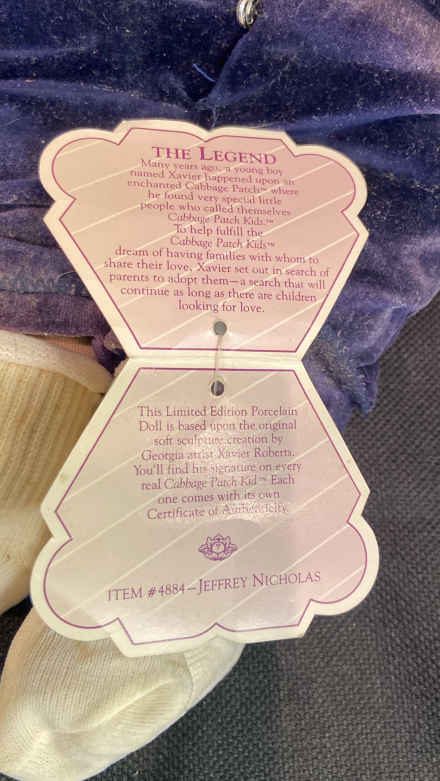 THE LEGEND
Many years ago, a young boy
named Xavier happened upon an
enchanted Cabbage Patch™ where
he found very special little
people who called themselves
Cabbage Patch Kids.™
To help fulfill the
Cabbage Patch Kids™
dream of having families with whom to
share their love, Xavier set out in search of
parents to adopt them—a search that will
continue as long as there are children
looking for love.
This Limited Edition Porcelain
Doll is based upon the original
soft sculpture creation by
Georgia artist Xavier Roberts.
You'll find his signature on every
real Cabbage Patch Kid™ Each
one comes with its own
Certificate of Authenticity.
ITEM #4884—JEFFREY NICHOLAS